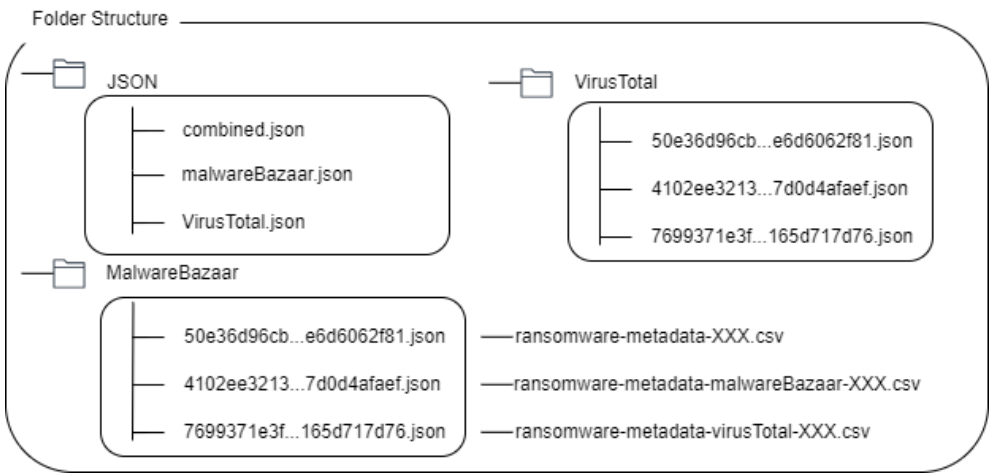 Folder Structure
JSON
combined.json
malwareBazaar.json
VirusTotal.json
VirusTotal
50e36d96cb...e6d6062f81.json
4102ee3213...7d0d4afaef.json
7699371e3f...165d717d76.json
MalwareBazaar
50e36d96cb...e6d6062f81.json
4102ee3213...7d0d4afaef.json
7699371e3f...165d717d76.json
ransomware-metadata-XXX.csv
ransomware-metadata-malwareBazaar-XXX.csv
ransomware-metadata-virusTotal-XXX.csv